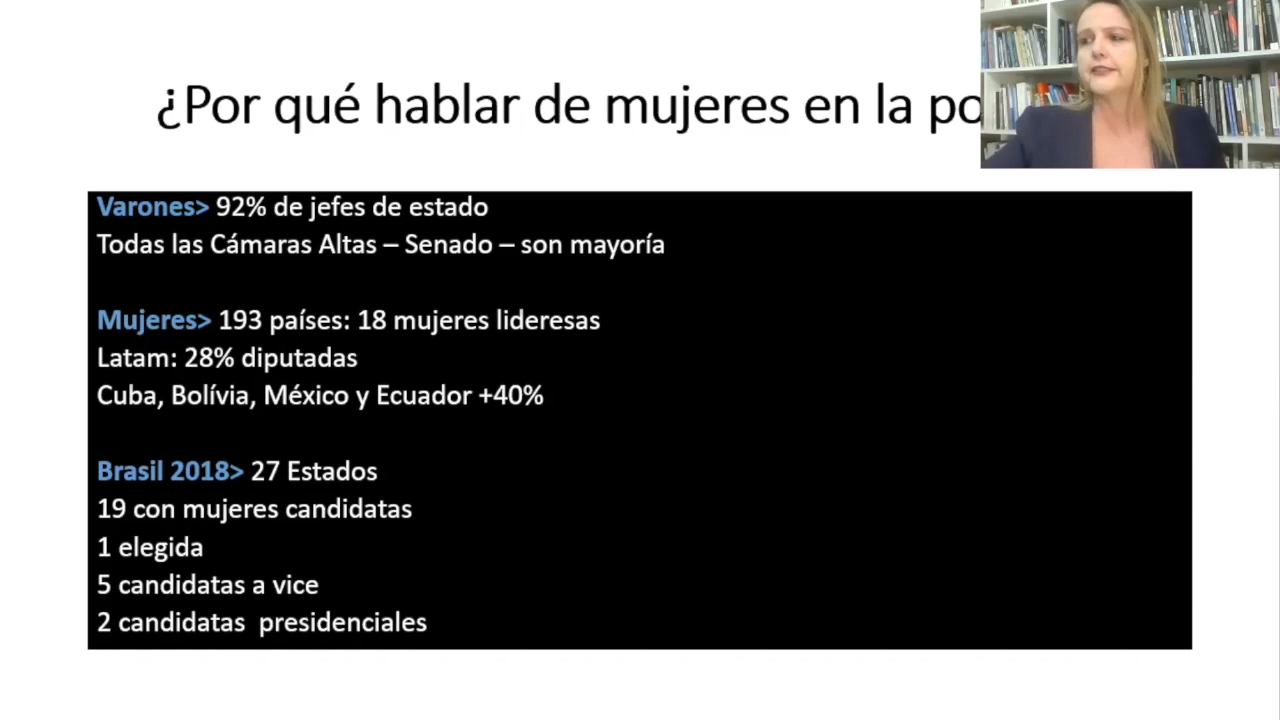 ¿Por qué hablar de mujeres en la
Varones> 92% de jefes de estado
Todas las Cámaras Altas – Senado – son mayoría
Mujeres> 193 países: 18 mujeres lideresas
Latam: 28% diputadas
Cuba, Bolívia, México y Ecuador +40%
Brasil 2018> 27 Estados
19 con mujeres candidatas
1 elegida
5 candidatas a vice
2 candidatas presidenciales